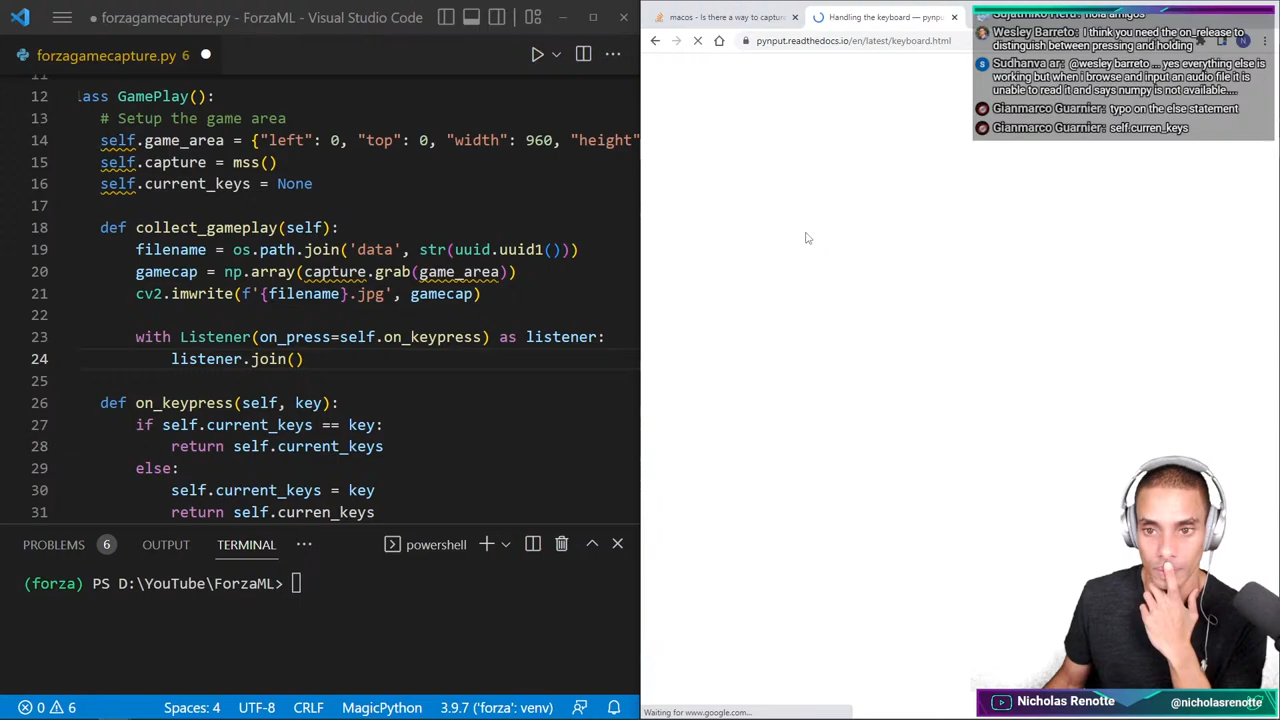 forzagamecapture.py - ForzaML - Visual Studio Code
forzagamecapture.py 6
12 lass GamePlay():
13 # Setup the game area
14 self.game_area = {"left": 0, "top": 0, "width": 960, "height"
15 self.capture = mss()
16 self.current_keys = None
17
18 def collect_gameplay(self):
19 filename = os.path.join('data', str(uuid.uuid1()))
20 gamecap = np.array(capture.grab(game_area))
21 cv2.imwrite(f'{filename}.jpg', gamecap)
22
23 with Listener(on_press=self.on_keypress) as listener:
24 listener.join()
25
26 def on_keypress(self, key):
27 if self.current_keys == key:
28 return self.current_keys
29 else:
30 self.current_keys = key
31 return self.curren_keys
PROBLEMS 6 OUTPUT TERMINAL
powershell
(forza) PS D:\YouTube\ForzaML>
0 6 Spaces: 4 UTF-8 CRLF MagicPython 3.9.7 ('forza': venv)
macos - Is there a way to captur
Handling the keyboard — pynpu
pynput.readthedocs.io/en/latest/keyboard.html
Wesley Barreto: I think you need the on_release to
distinguish between pressing and holding
Sudhanva ar: @wesley barreto ... yes everything else is
working but when i browse and input an audio file it is
unable to read it and says numpy is not available....
Gianmarco Guarnier: typo on the else statement
Gianmarco Guarnier: self.curren_keys
Waiting for www.google.com...
Nicholas Renotte
@nicholasrenotte